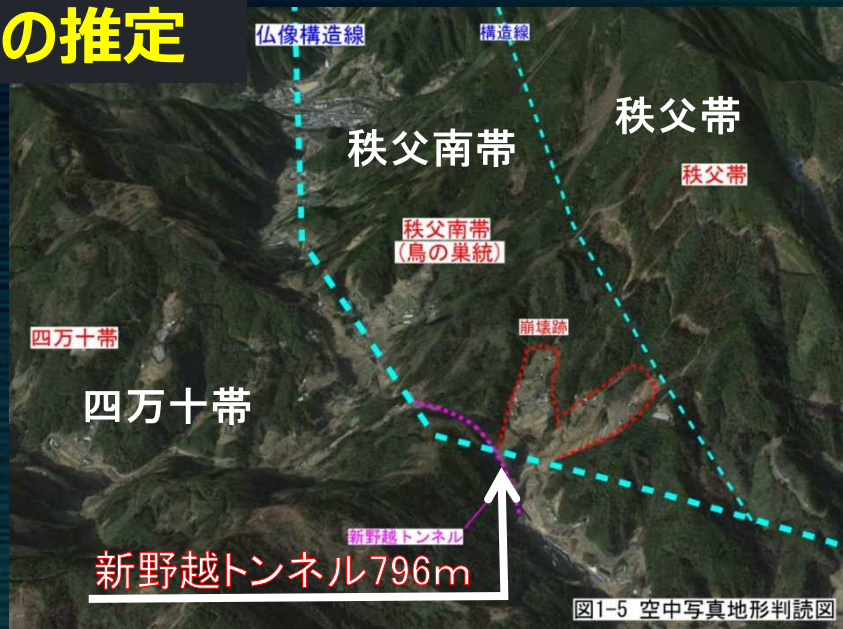 の推定
仏像構造線
構造線
秩父帯
秩父南帯
秩父帯
秩父南帯
(鳥の巣統)
崩壊跡
四万十帯
四万十帯
新野越トンネル
新野越トンネル796m
図1-5 空中写真地形判読図